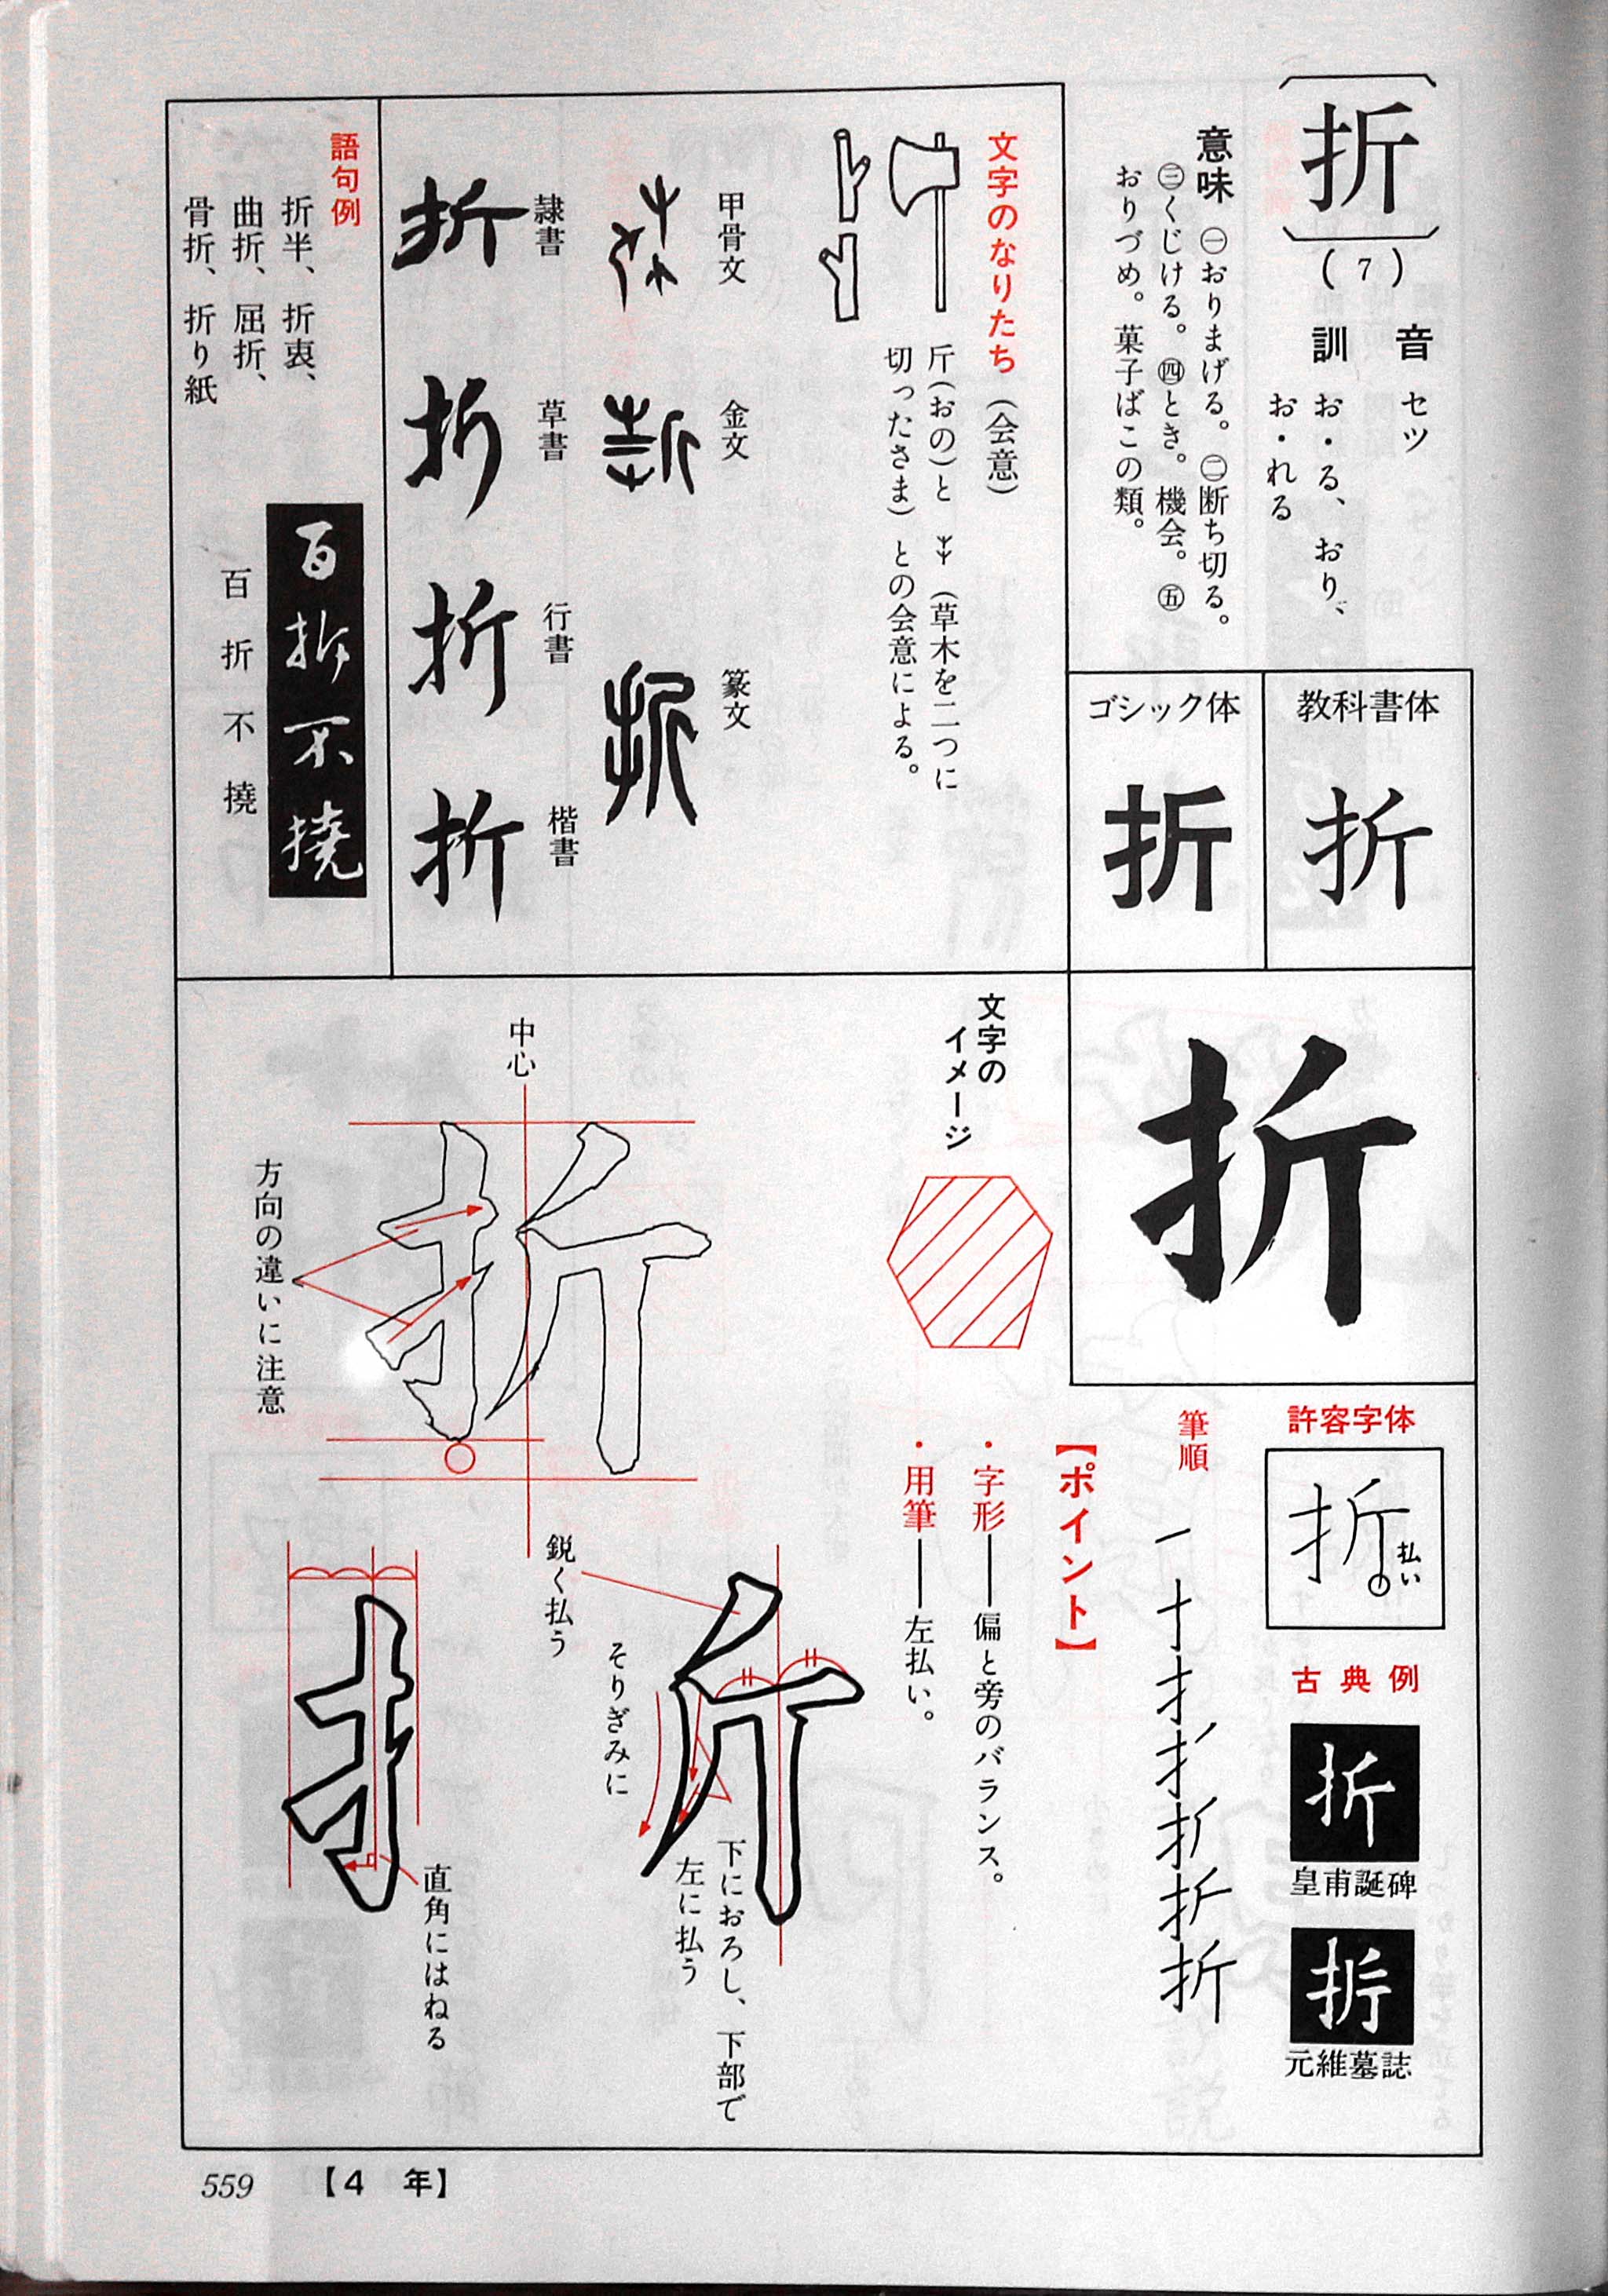 折
(7)
音 セツ
訓 お・る、おり、
お・れる
意味 ㊀おりまげる。㊁断ち切る。
㊂くじける。㊃とき。機会。㊄
おりづめ。菓子ばこの類。
教科書体
折
ゴシック体
折
文字のなりたち (会意)
斤(おの)と (草木を二つに
切ったさま) との会意による。
甲骨文
金文
篆文
隷書
折
草書
折
行書
折
楷書
折
語句例
折半、折衷、
曲折、屈折、
骨折、折り紙
百折不撓
百折不撓
折
許容字体
折
払い
古典例
折
皇甫誕碑
折
元維墓誌
筆順
折
【ポイント】
・字形――偏と旁のバランス。
・用筆――左払い。
文字の
イメージ
中心
折
方向の違いに注意
斤
鋭く払う
そりぎみに
下におろし、下部で
左に払う
扌
直角にはねる
559 【4 年】